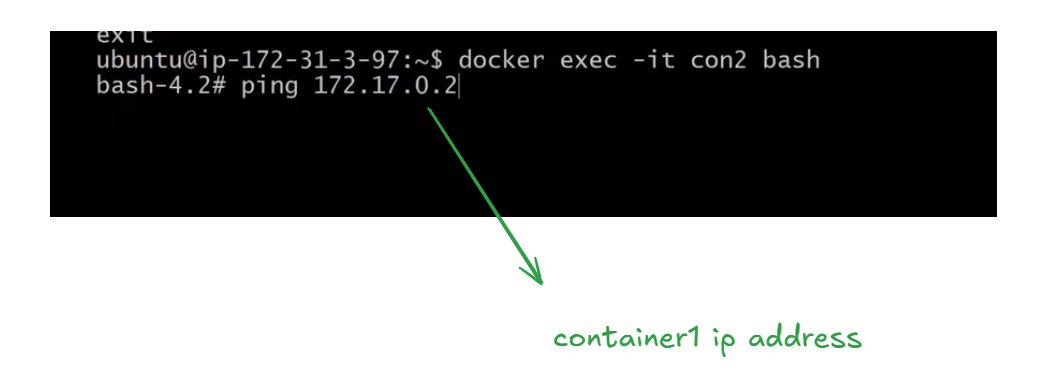 exit
ubuntu@ip-172-31-3-97:~$ docker exec -it con2 bash
bash-4.2# ping 172.17.0.2
container1 ip address